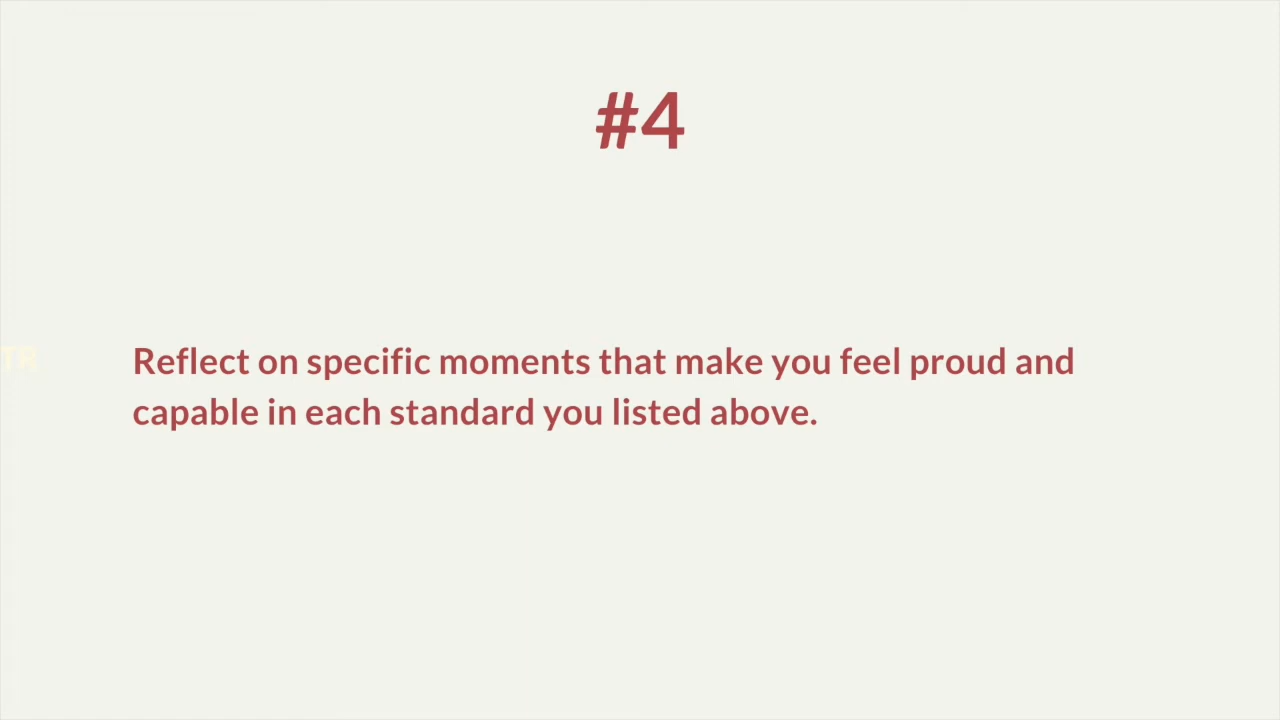 #4
Reflect on specific moments that make you feel proud and
capable in each standard you listed above.